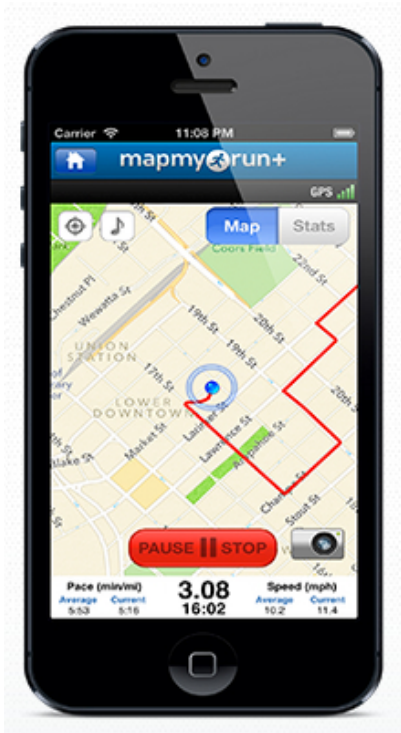 Carrier 11:08 PM
mapmyrun+
GPS
Map Stats
Coors Field
22nd St
Chestnut Pl
Wewatta St
20th St
19th St
19th St
UNION
STATION
17th St
20th
LOWER
DOWNTOWN
Larimer St
Market St
Lawrence St
Arapahoe St
Blake St
Champa St
Stout St
PAUSE STOP
Pace (min/mi) 3.08 Speed (mph)
Average Current 16:02 Average Current
5:53 5:16 10.2 11.4